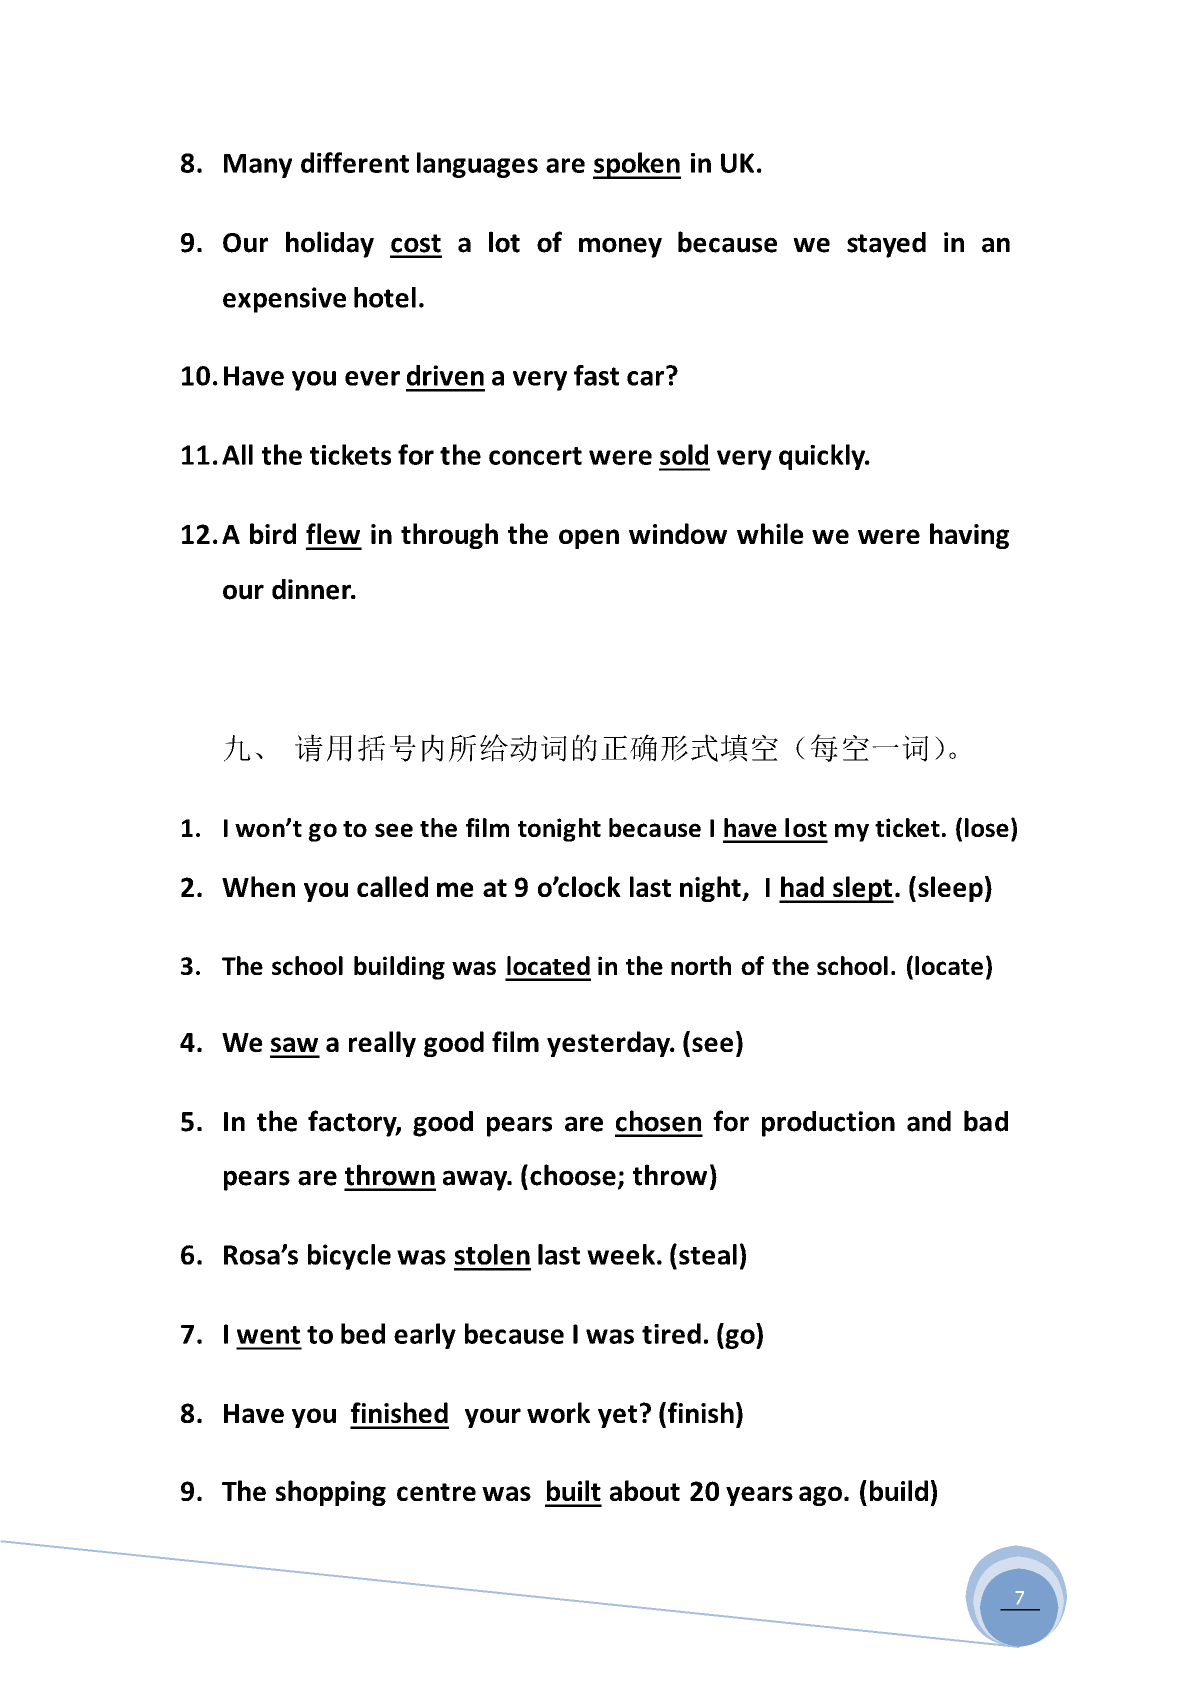 8. Many different languages are spoken in UK.
9. Our holiday cost a lot of money because we stayed in an
expensive hotel.
10. Have you ever driven a very fast car?
11. All the tickets for the concert were sold very quickly.
12. A bird flew in through the open window while we were having
our dinner.
九、 请用括号内所给动词的正确形式填空（每空一词）。
1. I won’t go to see the film tonight because I have lost my ticket. (lose)
2. When you called me at 9 o’clock last night, I had slept. (sleep)
3. The school building was located in the north of the school. (locate)
4. We saw a really good film yesterday. (see)
5. In the factory, good pears are chosen for production and bad
pears are thrown away. (choose; throw)
6. Rosa’s bicycle was stolen last week. (steal)
7. I went to bed early because I was tired. (go)
8. Have you finished your work yet? (finish)
9. The shopping centre was built about 20 years ago. (build)
7